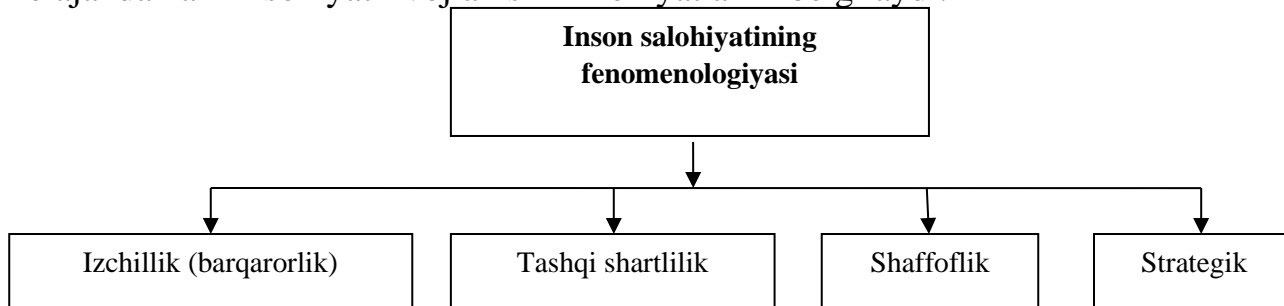 Inson salohiyatining
fenomenologiyasi
Izchillik (barqarorlik)
Tashqi shartlilik
Shaffoflik
Strategik